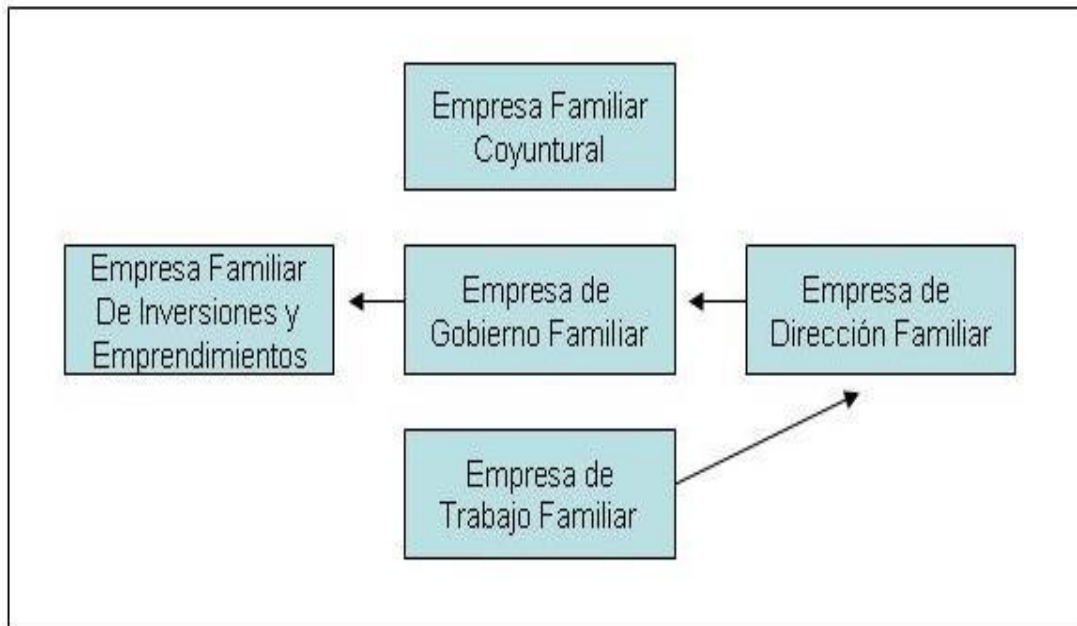 Empresa Familiar
Coyuntural
Empresa Familiar
De Inversiones y
Emprendimientos
Empresa de
Gobierno Familiar
Empresa de
Dirección Familiar
Empresa de
Trabajo Familiar